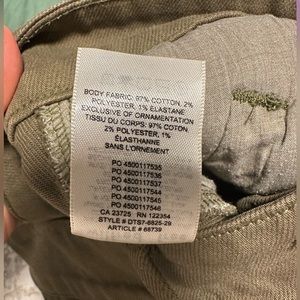 BODY FABRIC: 97% COTTON, 2%
POLYESTER, 1% ELASTANE
EXCLUSIVE OF ORNAMENTATION
TISSU DU CORPS: 97% COTON
2% POLYESTER, 1%
ÉLASTHANNE
SANS L'ORNEMENT
PO 4500117535
PO 4500117536
PO 4500117537
PO 4500117544
PO 4500117545
PO 4500117546
CA 23725 RN 122354
STYLE # DTS7-6825-29
ARTICLE # 68739